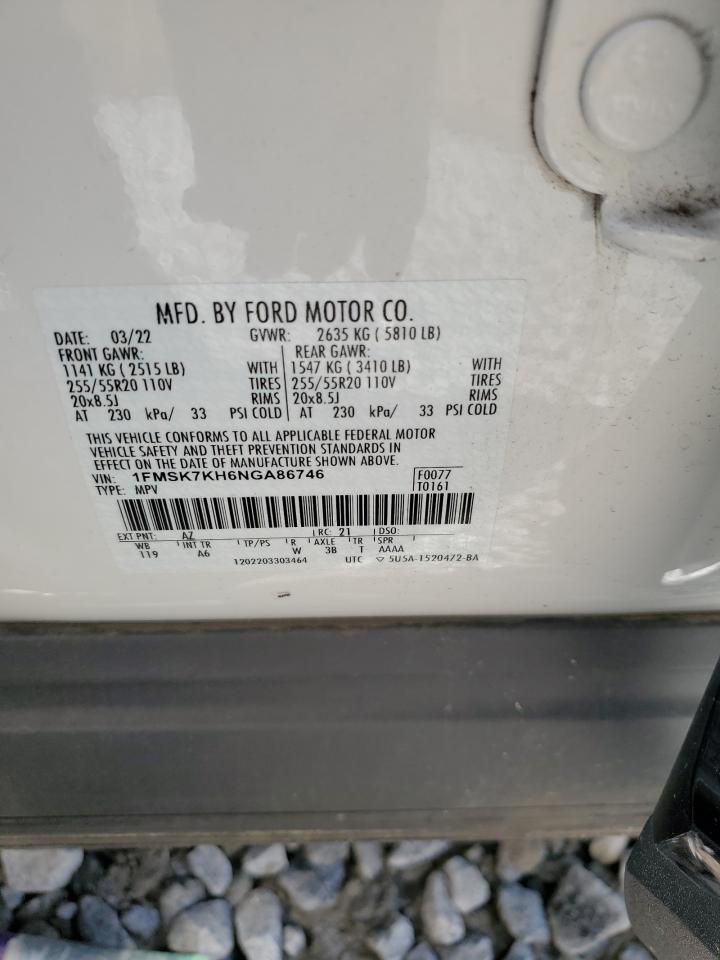 MFD. BY FORD MOTOR CO.
DATE: 03/22 GVWR: 2635 KG ( 5810 LB)
FRONT GAWR: REAR GAWR:
1141 KG ( 2515 LB) WITH 1547 KG ( 3410 LB) WITH
255/55R20 110V TIRES 255/55R20 110V TIRES
20x8.5J RIMS 20x8.5J RIMS
AT 230 kPa/ 33 PSI COLD AT 230 kPa/ 33 PSI COLD
THIS VEHICLE CONFORMS TO ALL APPLICABLE FEDERAL MOTOR
VEHICLE SAFETY AND THEFT PREVENTION STANDARDS IN
EFFECT ON THE DATE OF MANUFACTURE SHOWN ABOVE.
VIN: 1FMSK7KH6NGA86746 F0077
TYPE: MPV T0161
EXT PNT: AZ RC: 21 DSO:
WB INT TR TP/PS R AXLE TR SPR
119 A6 W 3B T AAAA
1202203303464 UTC ▽ 5U5A-1520472-BA